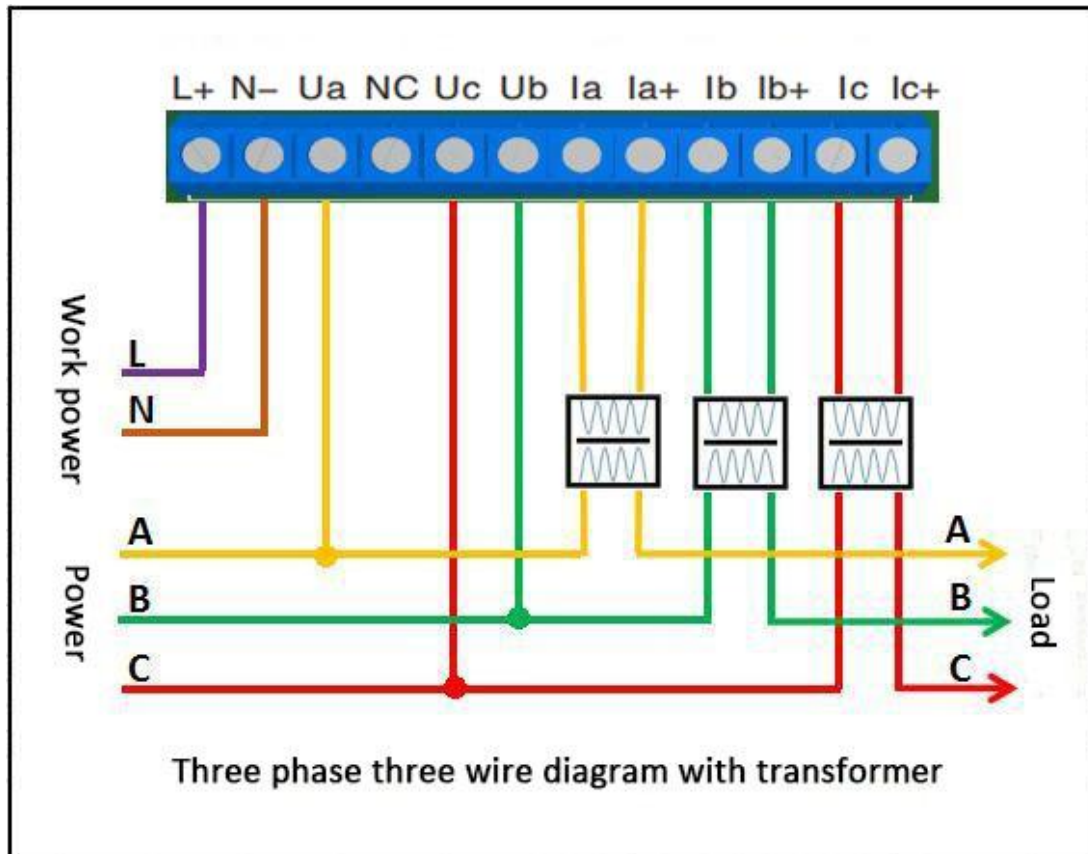 L+ N− Ua NC Uc Ub Ia Ia+ Ib Ib+ Ic Ic+
Work power
L
N
Power
A
B
C
A
B
C
Load
Three phase three wire diagram with transformer